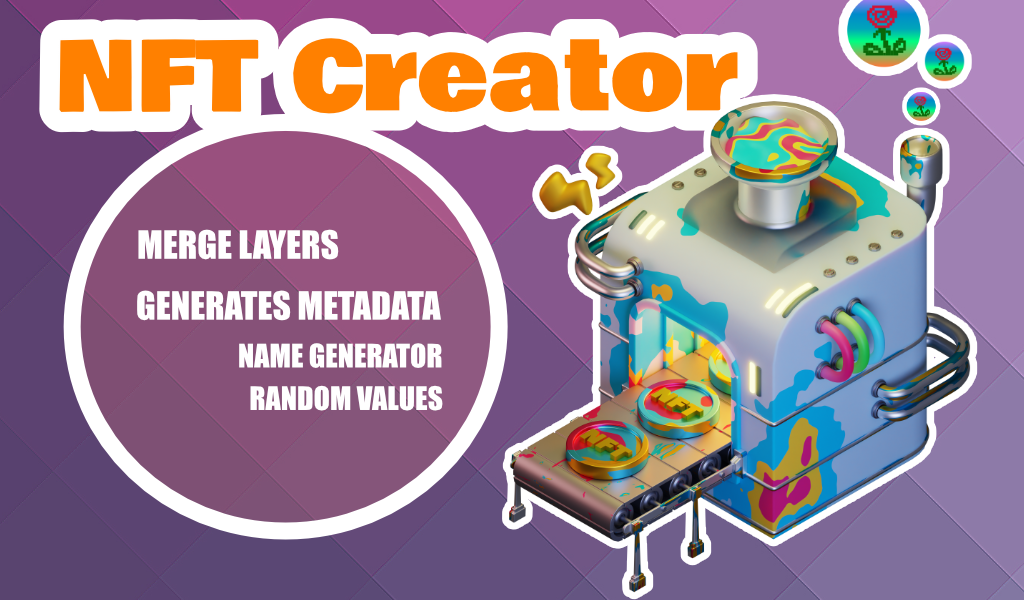 NFT Creator
MERGE LAYERS
GENERATES METADATA
NAME GENERATOR
RANDOM VALUES
NFT
NFT